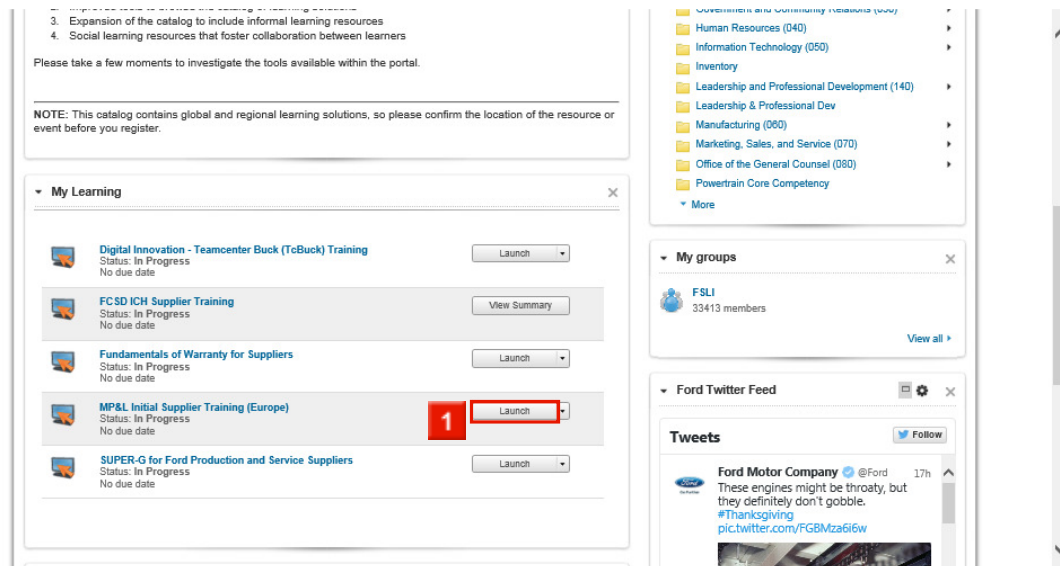 3. Expansion of the catalog to include informal learning resources
4. Social learning resources that foster collaboration between learners
Please take a few moments to investigate the tools available within the portal.
NOTE: This catalog contains global and regional learning solutions, so please confirm the location of the resource or
event before you register.
My Learning
Digital Innovation - Teamcenter Buck (TcBuck) Training
Status: In Progress
No due date
Launch
FCSD ICH Supplier Training
Status: In Progress
No due date
View Summary
Fundamentals of Warranty for Suppliers
Status: In Progress
No due date
Launch
MP&L Initial Supplier Training (Europe)
Status: In Progress
No due date
1
Launch
SUPER-G for Ford Production and Service Suppliers
Status: In Progress
No due date
Launch
Human Resources (040)
Information Technology (050)
Inventory
Leadership and Professional Development (140)
Leadership & Professional Dev
Manufacturing (060)
Marketing, Sales, and Service (070)
Office of the General Counsel (080)
Powertrain Core Competency
More
My groups
FSLI
33413 members
View all
Ford Twitter Feed
Tweets
Follow
Ford Motor Company @Ford 17h
These engines might be throaty, but
they definitely don't gobble.
#Thanksgiving
pic.twitter.com/FGBMza6i6w